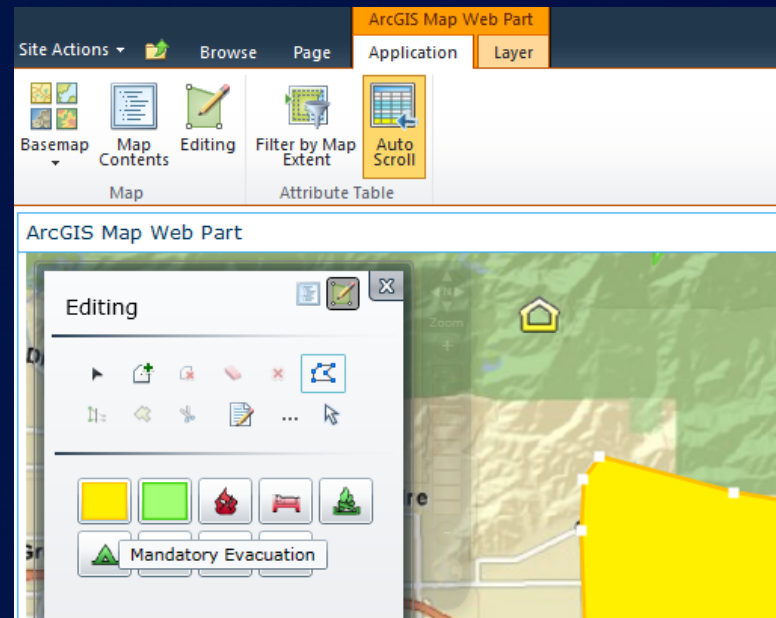 ArcGIS Map Web Part
Site Actions
Browse
Page
Application
Layer
Basemap
Map
Contents
Editing
Filter by Map
Extent
Auto
Scroll
Map
Attribute Table
ArcGIS Map Web Part
Editing
N
Zoom
re
Mandatory Evacuation